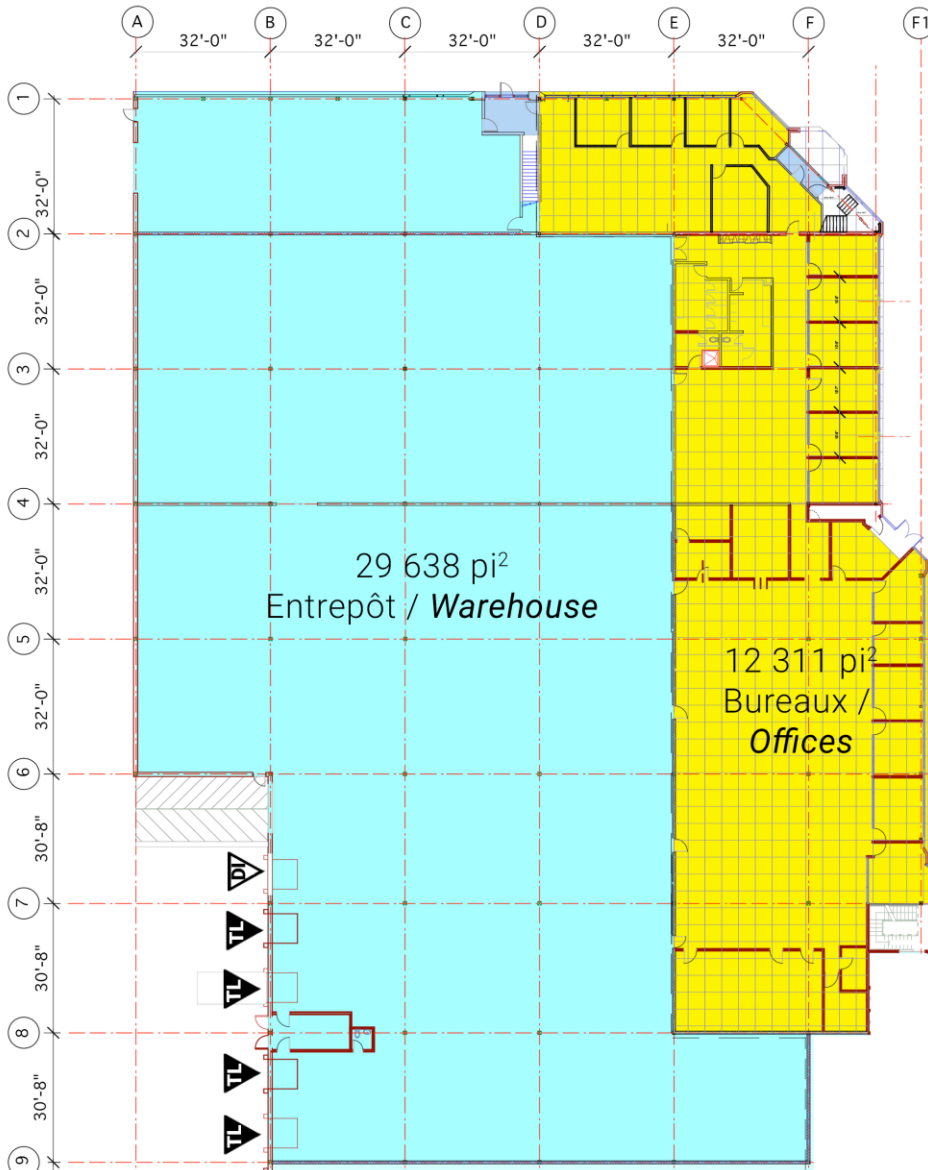 A B C D E F F1
32'-0" 32'-0" 32'-0" 32'-0" 32'-0"
1
32'-0"
2
32'-0"
3
32'-0"
4
32'-0"
29 638 pi²
Entrepôt / Warehouse
5
12 311 pi²
Bureaux /
Offices
32'-0"
6
30'-8"
DI
7
TL
30'-8"
TL
8
TL
30'-8"
TL
9